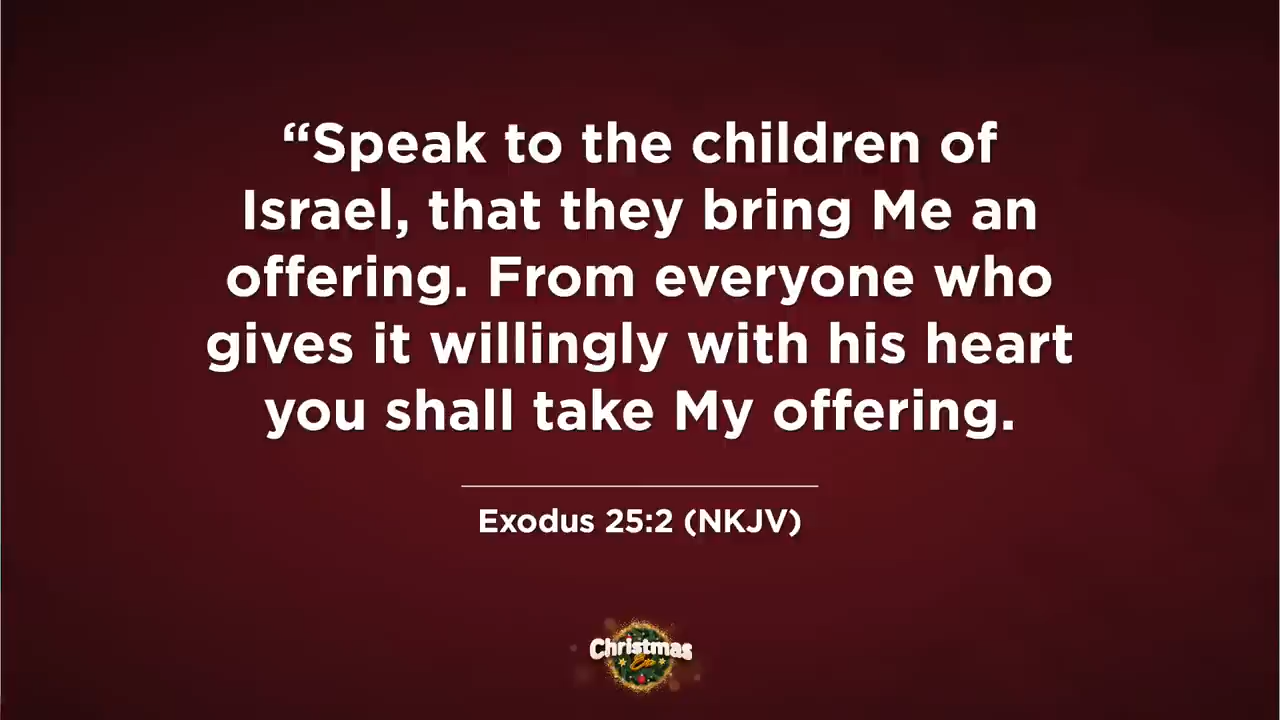 “Speak to the children of
Israel, that they bring Me an
offering. From everyone who
gives it willingly with his heart
you shall take My offering.
Exodus 25:2 (NKJV)
Christmas
Eve